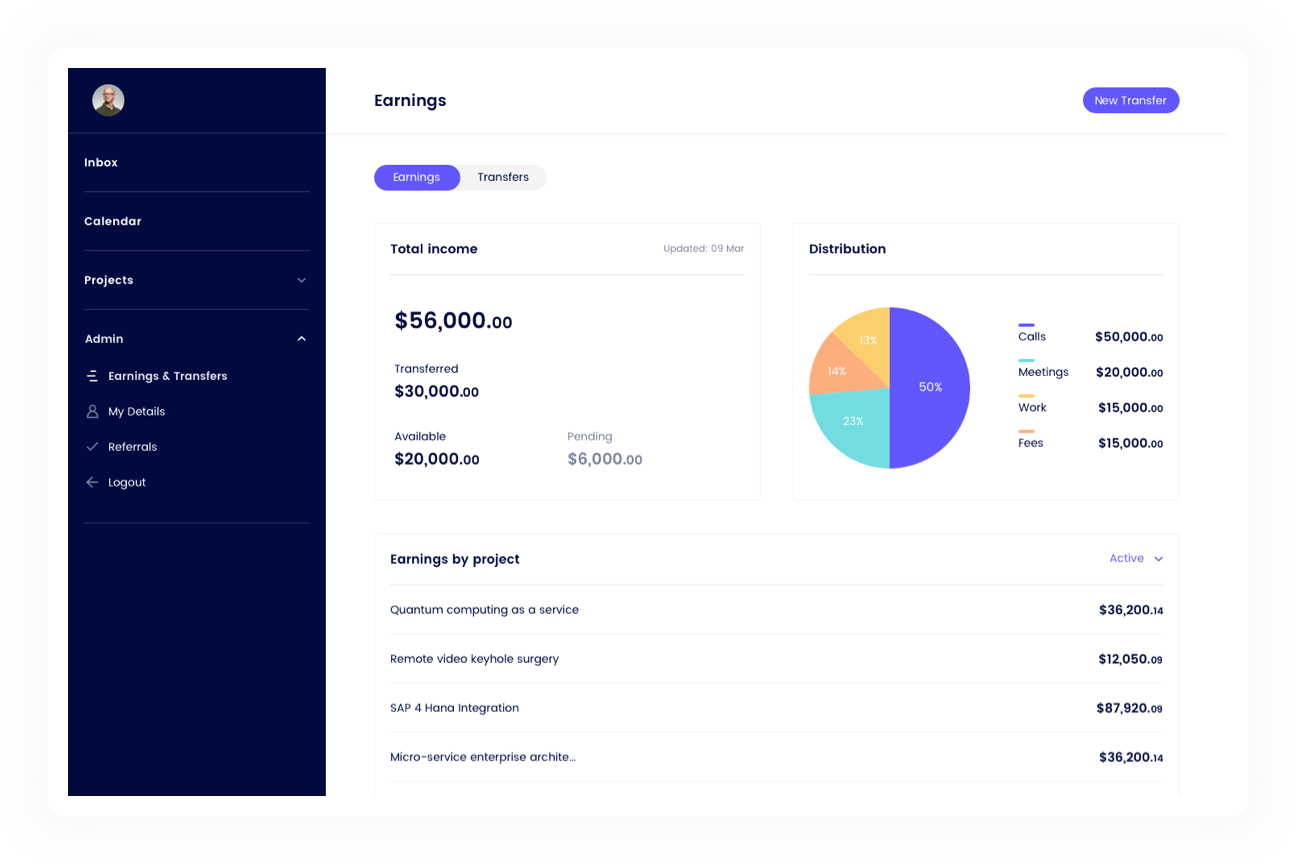 Earnings
New Transfer
Inbox
Calendar
Projects
Admin
Earnings & Transfers
My Details
Referrals
Logout
Earnings Transfers
Total income Updated: 09 Mar
$56,000.00
Transferred
$30,000.00
Available Pending
$20,000.00 $6,000.00
Distribution
13%
14%
50%
23%
Calls $50,000.00
Meetings $20,000.00
Work $15,000.00
Fees $15,000.00
Earnings by project Active
Quantum computing as a service $36,200.14
Remote video keyhole surgery $12,050.09
SAP 4 Hana Integration $87,920.09
Micro-service enterprise archite... $36,200.14